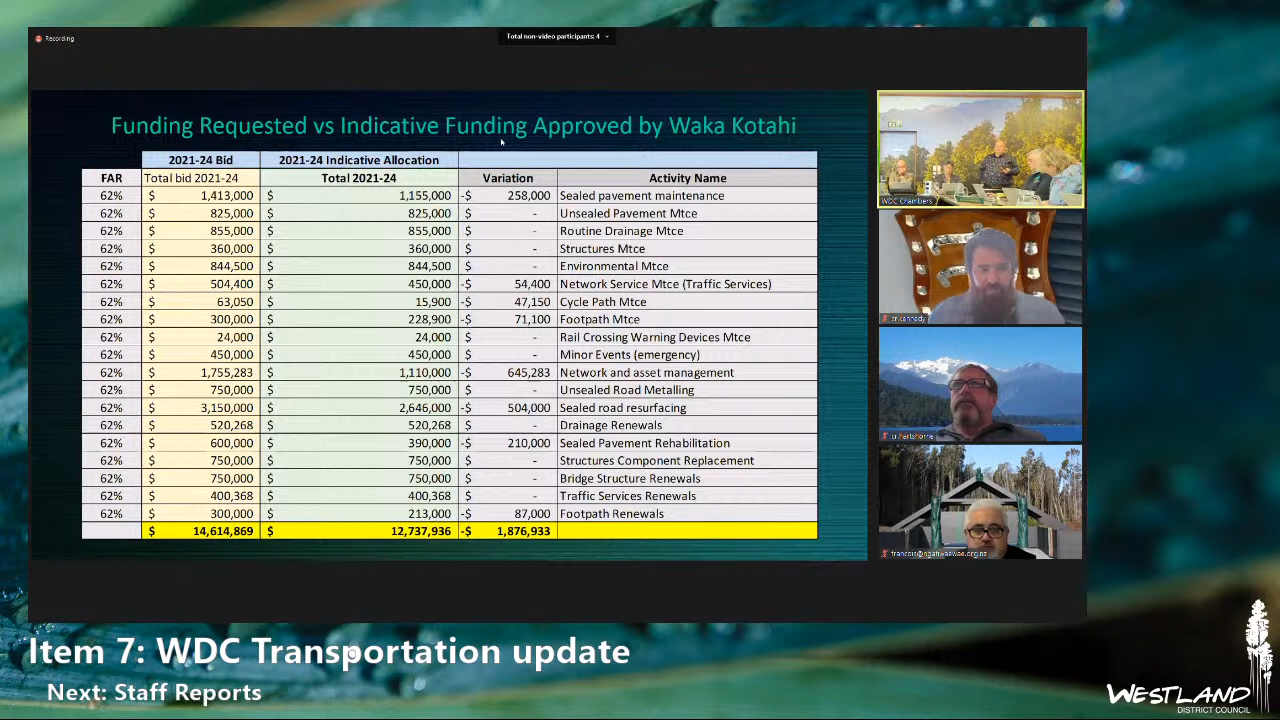 Recording
Total non-video participants: 4
Funding Requested vs Indicative Funding Approved by Waka Kotahi
2021-24 Bid 2021-24 Indicative Allocation
FAR Total bid 2021-24 Total 2021-24 Variation Activity Name
62% $ 1,413,000 $ 1,155,000 -$ 258,000 Sealed pavement maintenance
62% $ 825,000 $ 825,000 $ - Unsealed Pavement Mtce
62% $ 855,000 $ 855,000 $ - Routine Drainage Mtce
62% $ 360,000 $ 360,000 $ - Structures Mtce
62% $ 844,500 $ 844,500 $ - Environmental Mtce
62% $ 504,400 $ 450,000 -$ 54,400 Network Service Mtce (Traffic Services)
62% $ 63,050 $ 15,900 -$ 47,150 Cycle Path Mtce
62% $ 300,000 $ 228,900 -$ 71,100 Footpath Mtce
62% $ 24,000 $ 24,000 $ - Rail Crossing Warning Devices Mtce
62% $ 450,000 $ 450,000 $ - Minor Events (emergency)
62% $ 1,755,283 $ 1,110,000 -$ 645,283 Network and asset management
62% $ 750,000 $ 750,000 $ - Unsealed Road Metalling
62% $ 3,150,000 $ 2,646,000 -$ 504,000 Sealed road resurfacing
62% $ 520,268 $ 520,268 $ - Drainage Renewals
62% $ 600,000 $ 390,000 -$ 210,000 Sealed Pavement Rehabilitation
62% $ 750,000 $ 750,000 $ - Structures Component Replacement
62% $ 750,000 $ 750,000 $ - Bridge Structure Renewals
62% $ 400,368 $ 400,368 $ - Traffic Services Renewals
62% $ 300,000 $ 213,000 -$ 87,000 Footpath Renewals
$ 14,614,869 $ 12,737,936 -$ 1,876,933
WDC Chambers
cr.kennedy
cr.hartshorne
francois@ngatiwaewae.org.nz
Item 7: WDC Transportation update
Next: Staff Reports
WESTLAND
DISTRICT COUNCIL